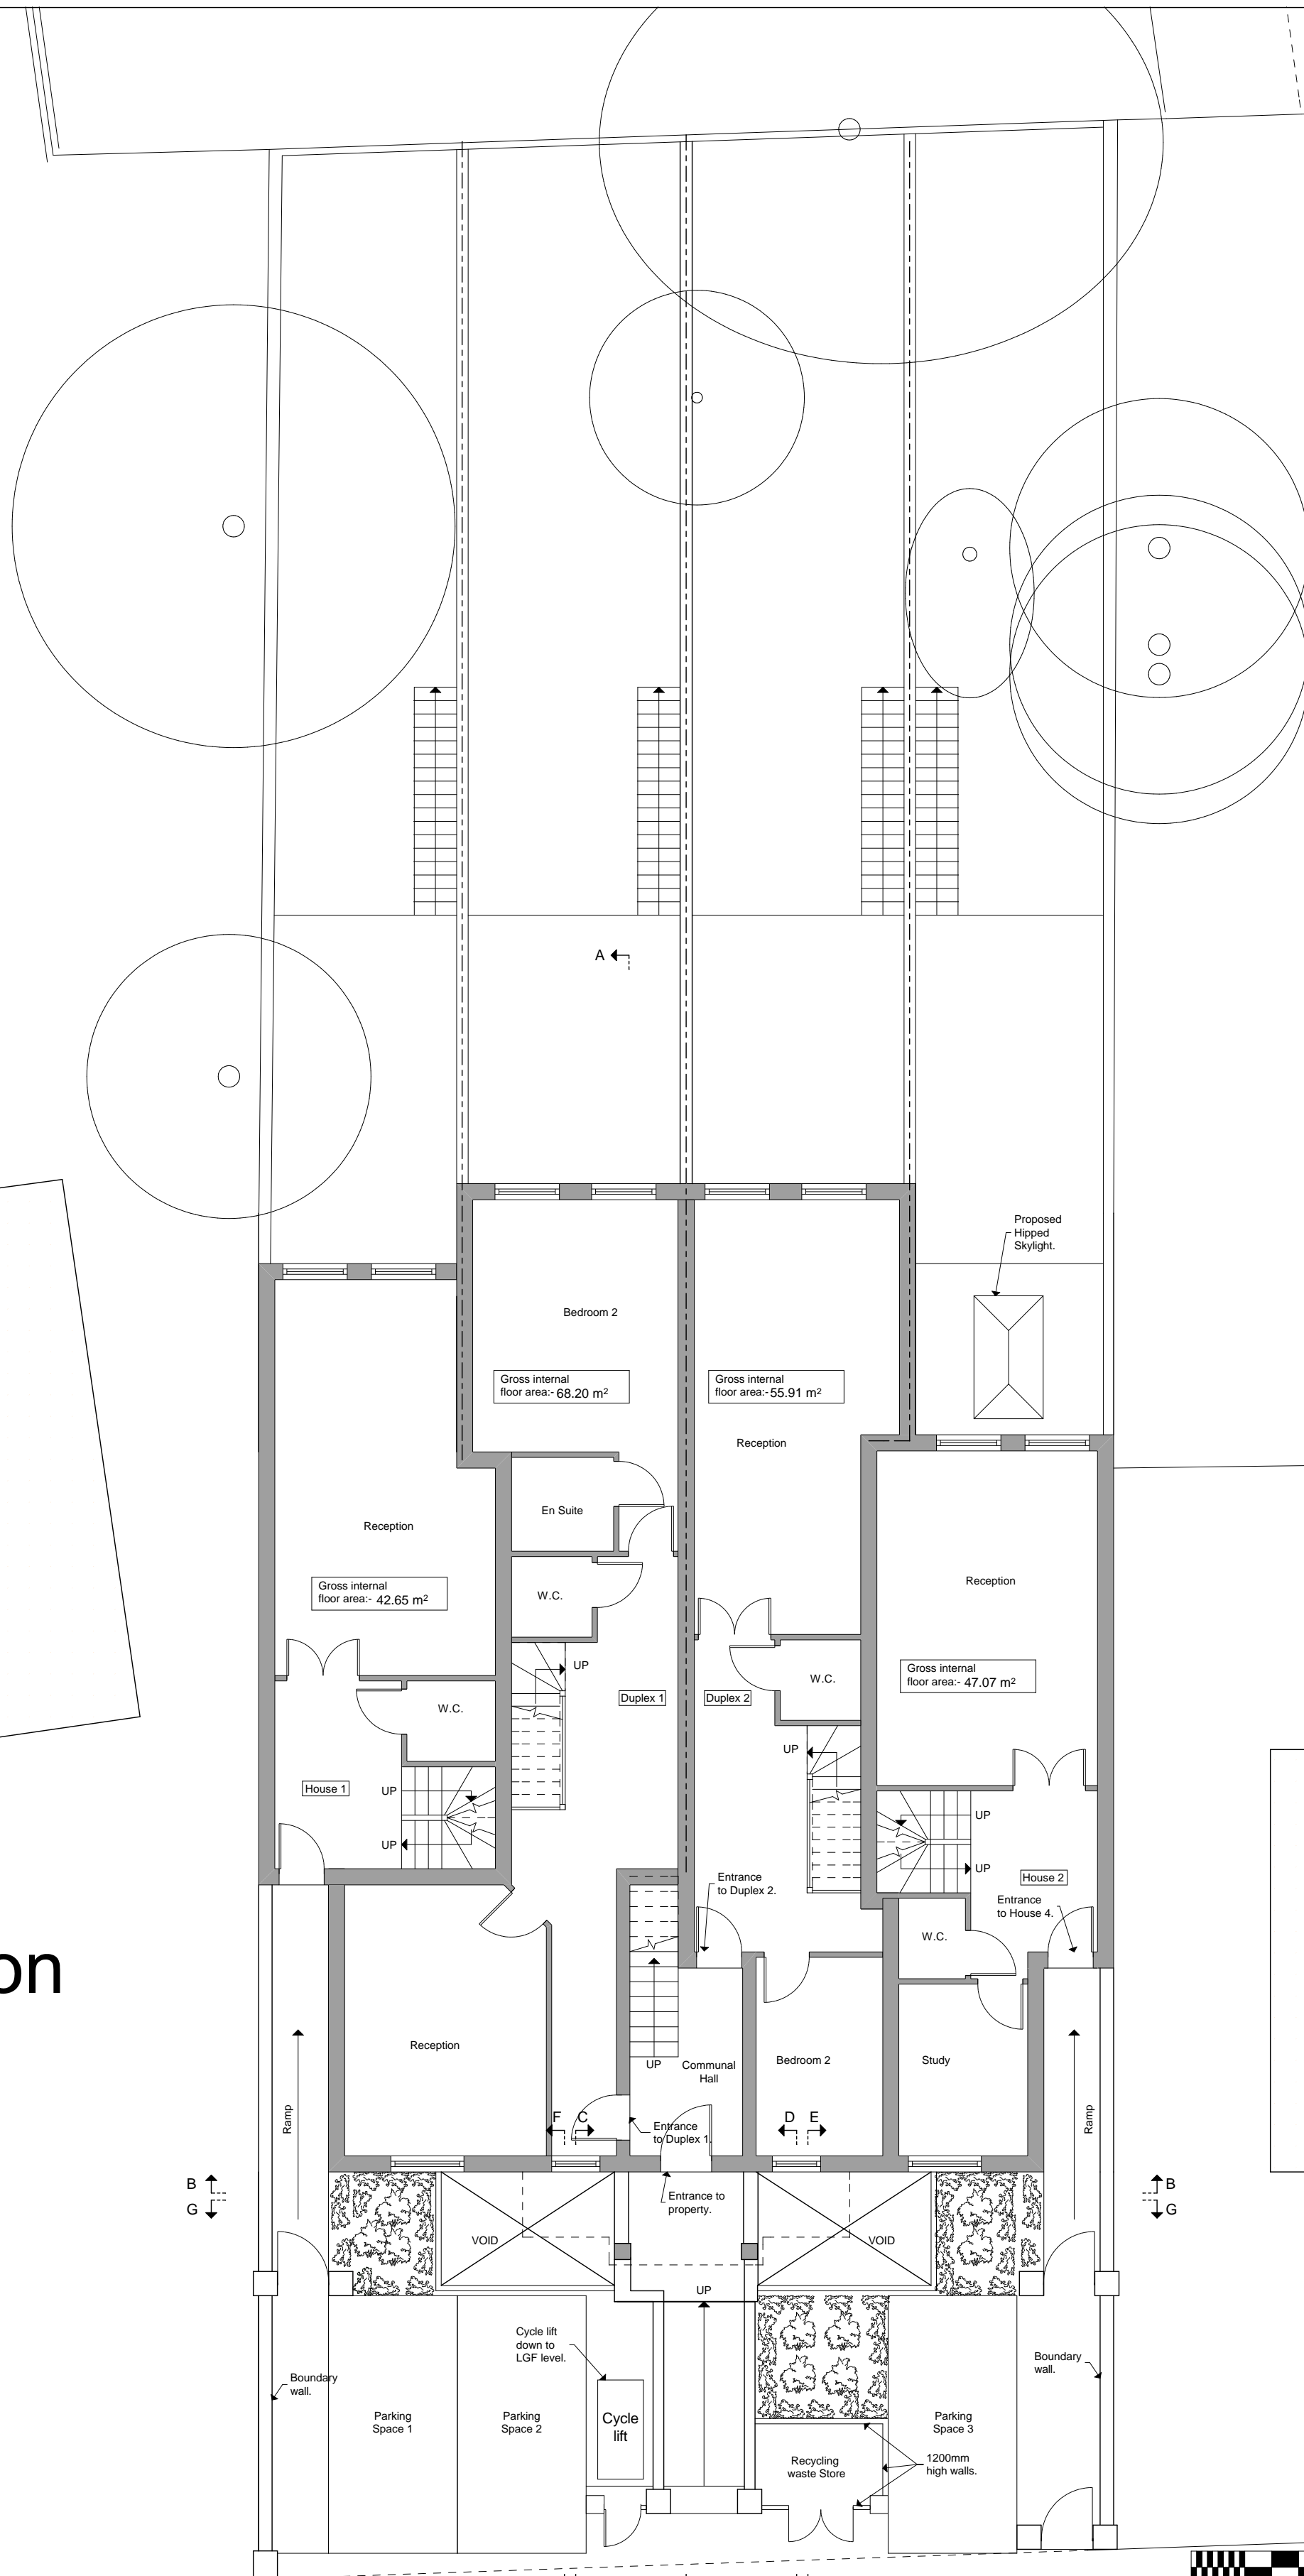 A
Proposed
Hipped
Skylight.
Bedroom 2
Gross internal
floor area:- 68.20 m²
Gross internal
floor area:- 55.91 m²
Reception
En Suite
Reception
Gross internal
floor area:- 42.65 m²
W.C.
Reception
UP
Duplex 1
Duplex 2
W.C.
Gross internal
floor area:- 47.07 m²
W.C.
UP
House 1
UP
UP
UP
UP
House 2
Entrance
to Duplex 2.
Entrance
to House 4.
W.C.
on
Reception
UP
Communal
Hall
Bedroom 2
Study
Ramp
Ramp
F
C
D
E
Entrance
to Duplex 1.
B
G
B
G
Entrance to
property.
VOID
VOID
UP
Cycle lift
down to
LGF level.
Boundary
wall.
Boundary
wall.
Parking
Space 1
Parking
Space 2
Cycle
lift
Parking
Space 3
Recycling
waste Store
1200mm
high walls.